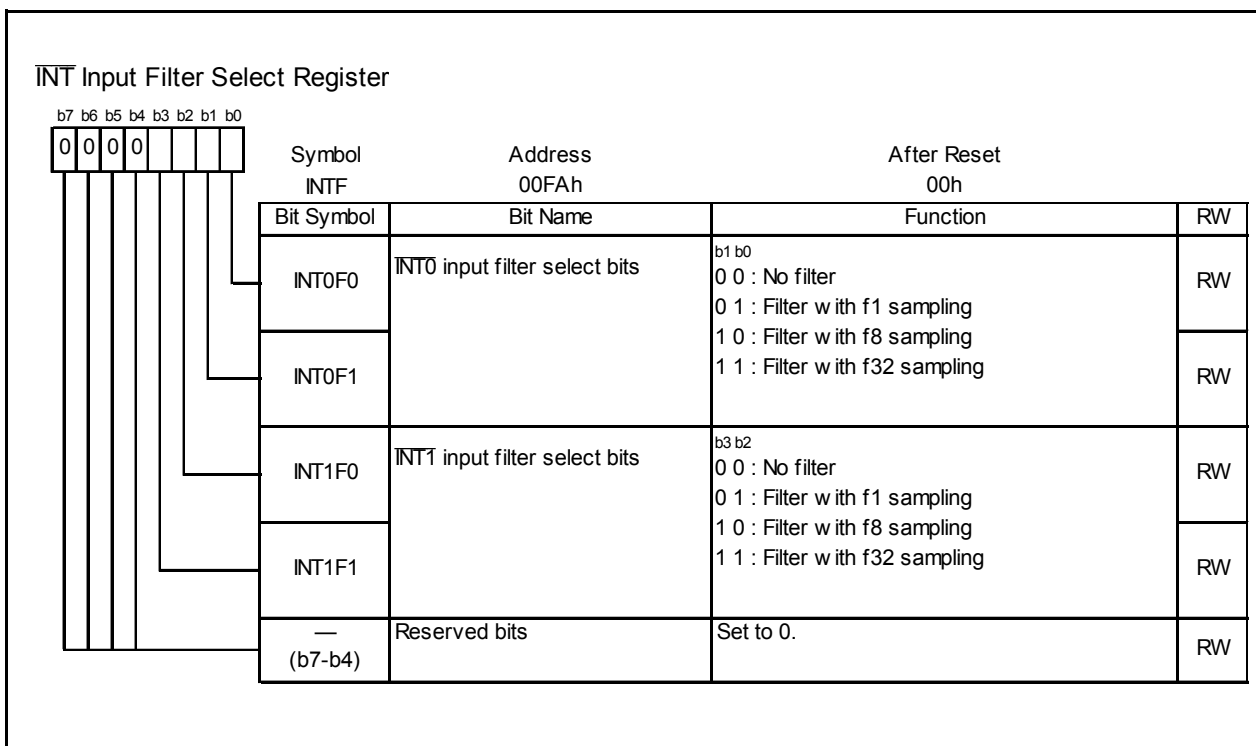 I̅N̅T̅ Input Filter Select Register
b7 b6 b5 b4 b3 b2 b1 b0
0 0 0 0
Symbol Address After Reset
INTF 00FAh 00h
Bit Symbol Bit Name Function RW
INT0F0 I̅N̅T̅0̅ input filter select bits b1 b0
0 0 : No filter
0 1 : Filter with f1 sampling
1 0 : Filter with f8 sampling
1 1 : Filter with f32 sampling
RW
INT0F1 RW
INT1F0 I̅N̅T̅1̅ input filter select bits b3 b2
0 0 : No filter
0 1 : Filter with f1 sampling
1 0 : Filter with f8 sampling
1 1 : Filter with f32 sampling
RW
INT1F1 RW
— Reserved bits Set to 0. RW
(b7-b4)